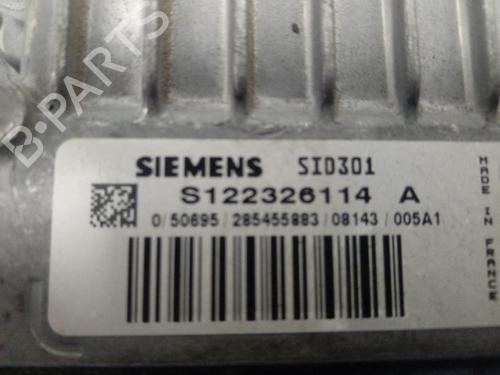 SIEMENS SID301
S122326114 A
0/50695/285455883/08143/005A1
MADE IN FRANCE
B-PARTS